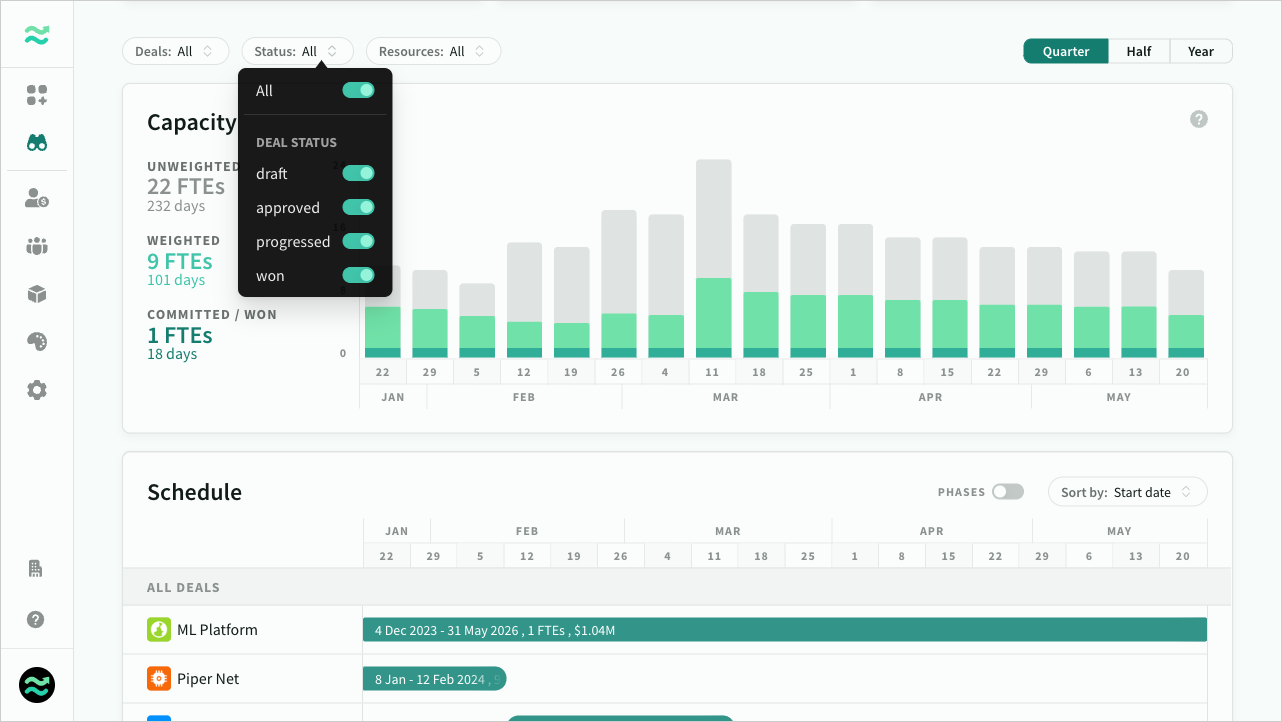 Deals: All
Status: All
Resources: All
Quarter
Half
Year
All
DEAL STATUS
draft
approved
progressed
won
Capacity
UNWEIGHTED
22 FTEs
232 days
WEIGHTED
9 FTEs
101 days
COMMITTED / WON
1 FTEs
18 days
24
16
8
0
22 29 5 12 19 26 4 11 18 25 1 8 15 22 29 6 13 20
JAN FEB MAR APR MAY
Schedule
PHASES
Sort by: Start date
JAN FEB MAR APR MAY
22 29 5 12 19 26 4 11 18 25 1 8 15 22 29 6 13 20
ALL DEALS
ML Platform
4 Dec 2023 - 31 May 2026 , 1 FTEs , $1.04M
Piper Net
8 Jan - 12 Feb 2024 , 9